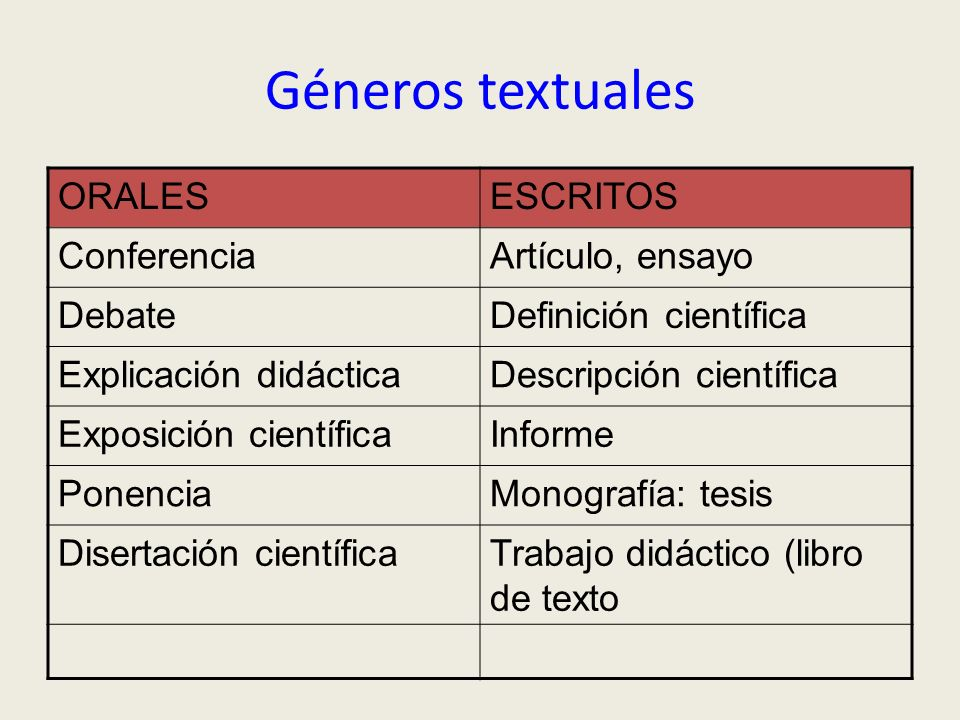 Géneros textuales
ORALES ESCRITOS
Conferencia Artículo, ensayo
Debate Definición científica
Explicación didáctica Descripción científica
Exposición científica Informe
Ponencia Monografía: tesis
Disertación científica Trabajo didáctico (libro
de texto